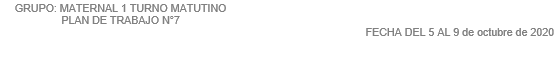 GRUPO: MATERNAL 1 TURNO MATUTINO
PLAN DE TRABAJO N°7
FECHA DEL 5 AL 9 de octubre de 2020